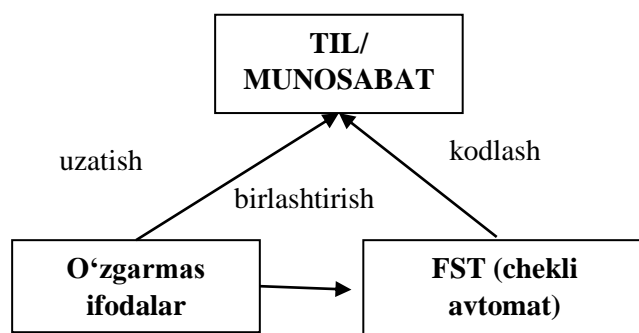 TIL/
MUNOSABAT
uzatish
kodlash
birlashtirish
O‘zgarmas
ifodalar
FST (chekli
avtomat)